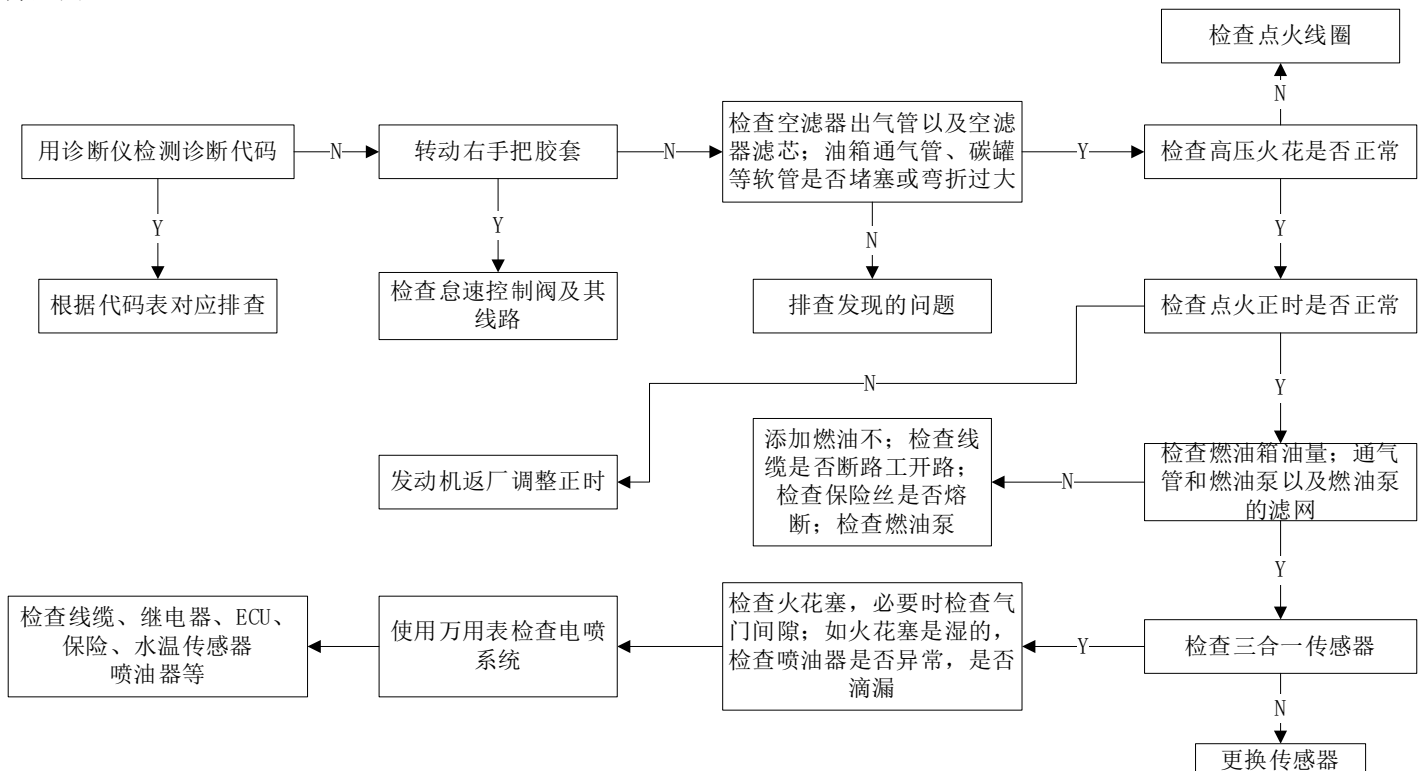 检查点火线圈
N
用诊断仪检测诊断代码
N
转动右手把胶套
N
检查空滤器出气管以及空滤
器滤芯；油箱通气管、碳罐
等软管是否堵塞或弯折过大
Y
检查高压火花是否正常
Y
Y
N
Y
根据代码表对应排查
检查怠速控制阀及其
线路
排查发现的问题
检查点火正时是否正常
N
Y
发动机返厂调整正时
添加燃油不；检查线
缆是否断路工开路；
检查保险丝是否熔
断；检查燃油泵
N
检查燃油箱油量；通气
管和燃油泵以及燃油泵
的滤网
Y
检查线缆、继电器、ECU、
保险、水温传感器
喷油器等
使用万用表检查电喷
系统
检查火花塞，必要时检查气
门间隙；如火花塞是湿的，
检查喷油器是否异常，是否
滴漏
Y
检查三合一传感器
N
更换传感器